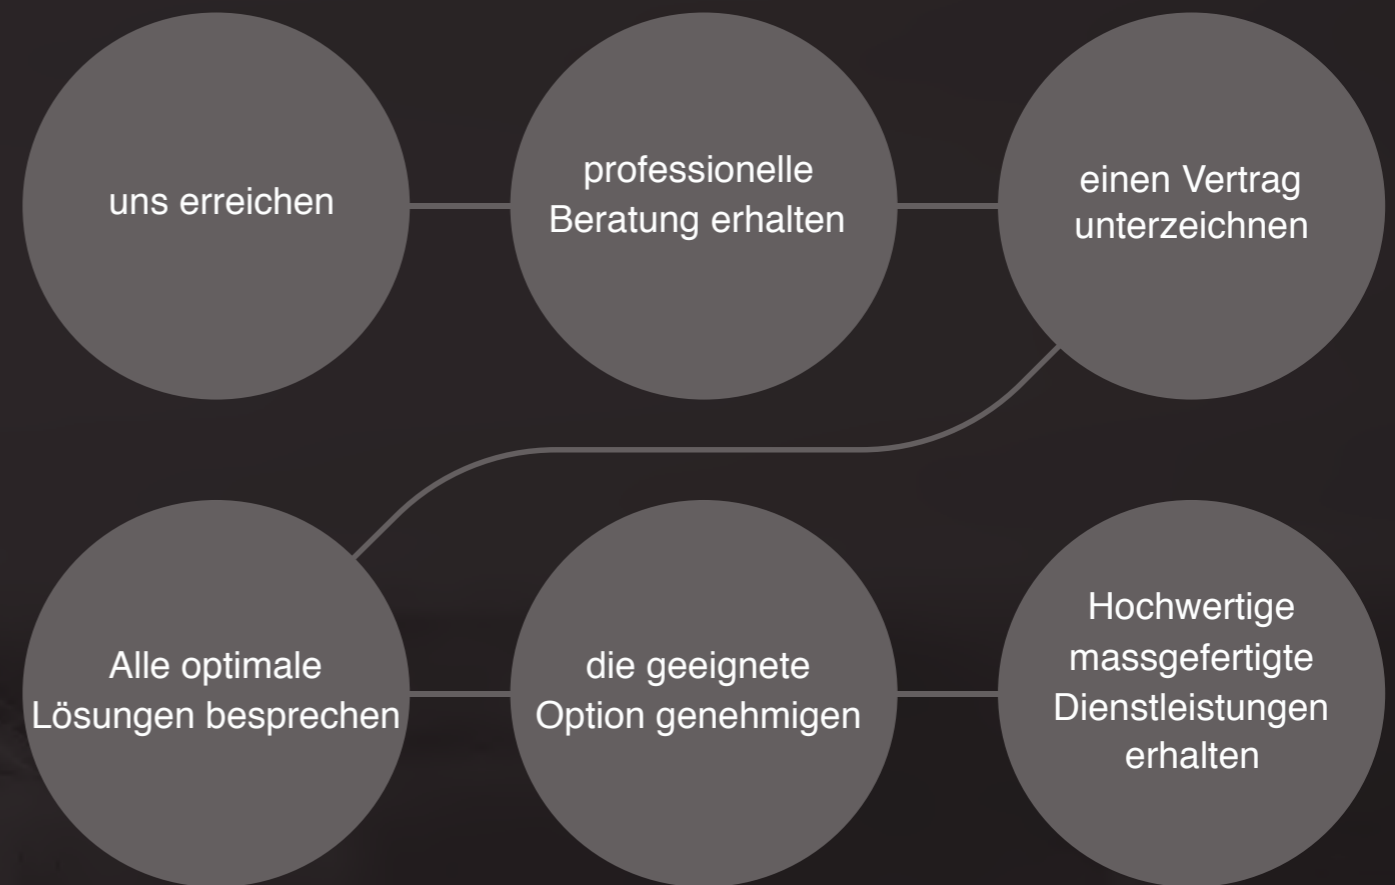 uns erreichen
professionelle
Beratung erhalten
einen Vertrag
unterzeichnen
Alle optimale
Lösungen besprechen
die geeignete
Option genehmigen
Hochwertige
massgefertigte
Dienstleistungen
erhalten